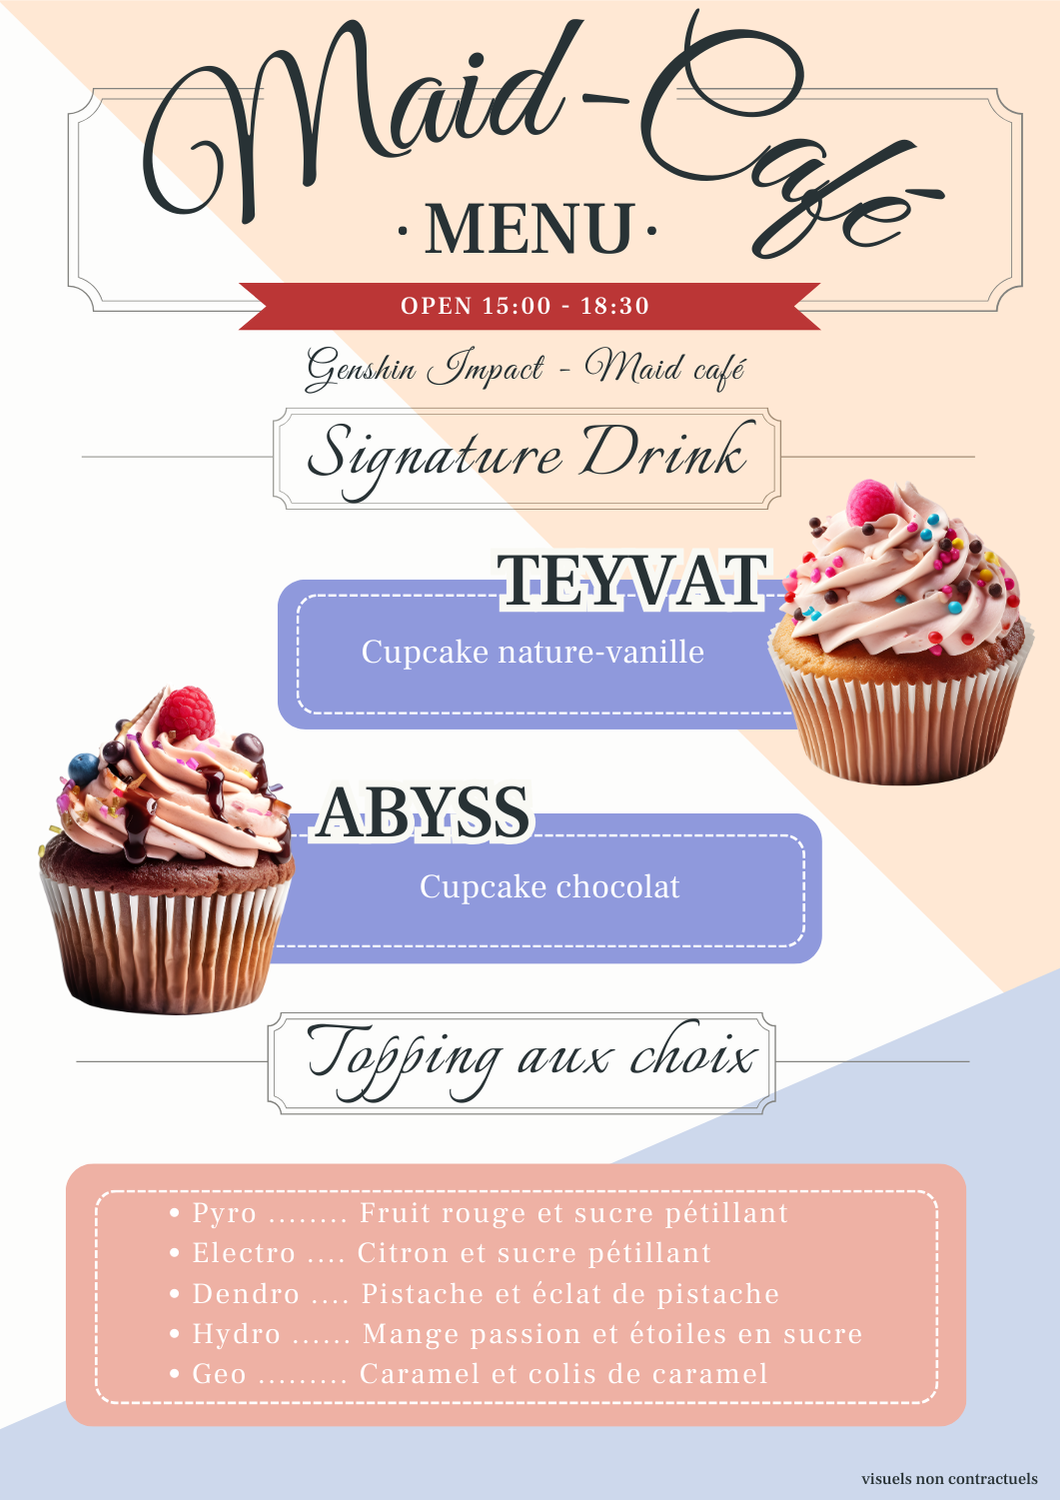 Maid-Café
· MENU ·
OPEN 15:00 - 18:30
Genshin Impact - Maid café
Signature Drink
TEYVAT
Cupcake nature-vanille
ABYSS
Cupcake chocolat
Topping aux choix
• Pyro ........ Fruit rouge et sucre pétillant
• Electro .... Citron et sucre pétillant
• Dendro .... Pistache et éclat de pistache
• Hydro ...... Mange passion et étoiles en sucre
• Geo ......... Caramel et colis de caramel
visuels non contractuels